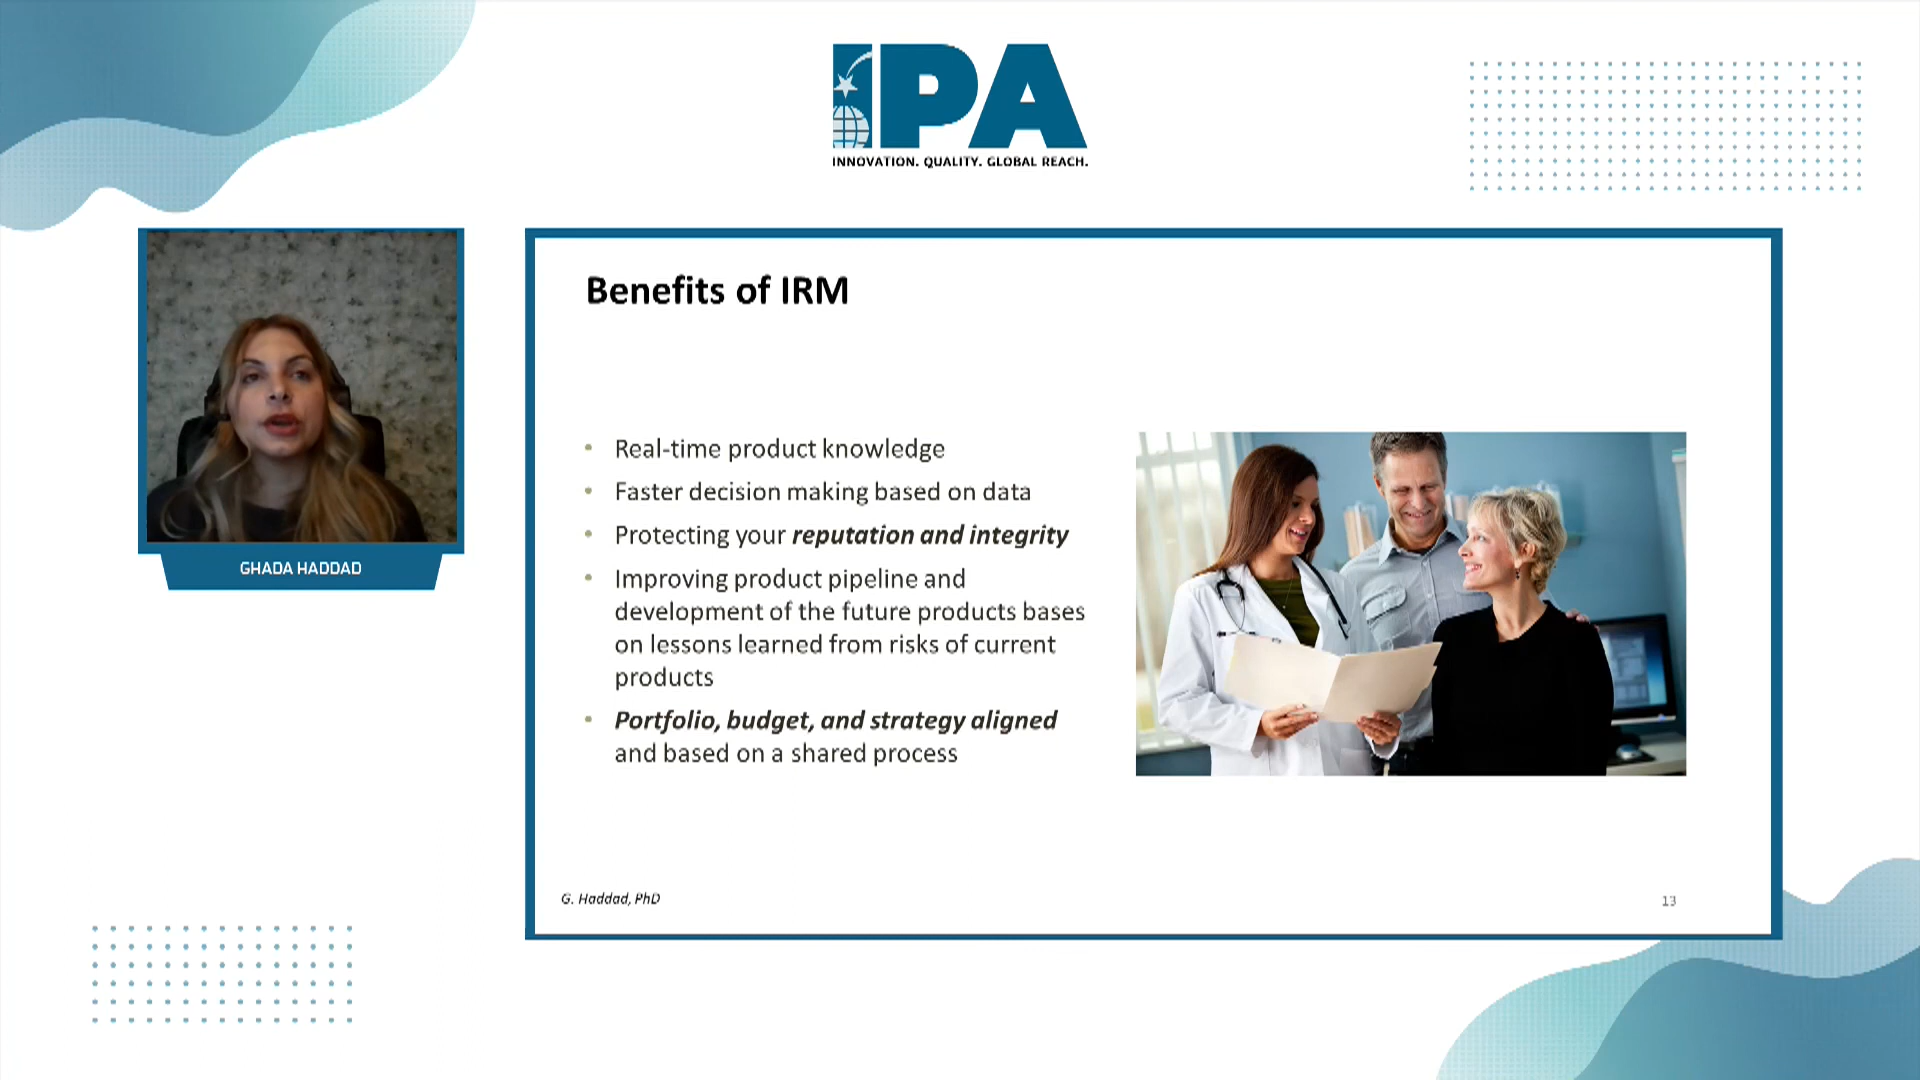 IPA
INNOVATION. QUALITY. GLOBAL REACH.
GHADA HADDAD
Benefits of IRM
• Real-time product knowledge
• Faster decision making based on data
• Protecting your reputation and integrity
• Improving product pipeline and
development of the future products bases
on lessons learned from risks of current
products
• Portfolio, budget, and strategy aligned
and based on a shared process
G. Haddad, PhD
13